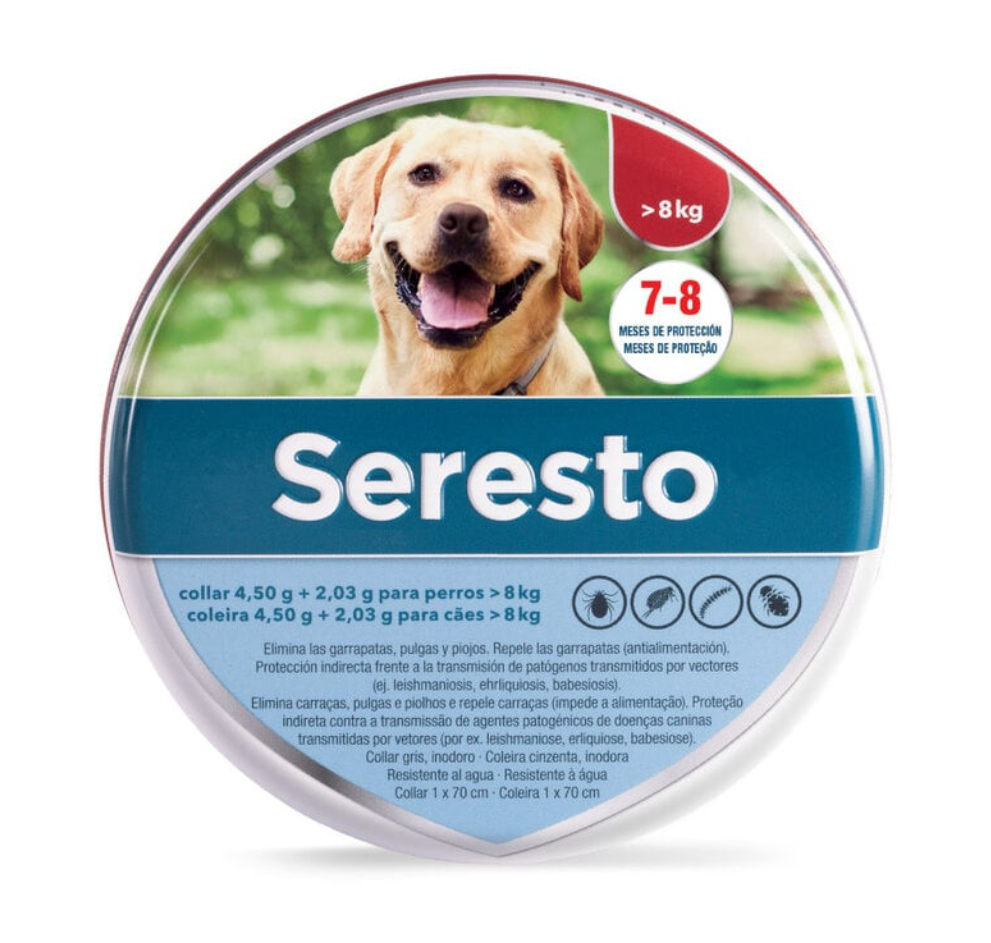 >8kg
7-8
MESES DE PROTECCIÓN
MESES DE PROTEÇÃO
Seresto
collar 4,50 g + 2,03 g para perros > 8 kg
coleira 4,50 g + 2,03 g para cães > 8 kg
Elimina las garrapatas, pulgas y piojos. Repele las garrapatas (antialimentación).
Protección indirecta frente a la transmisión de patógenos transmitidos por vectores
(ej. leishmaniosis, ehrliquiosis, babesiosis).
Elimina carraças, pulgas e piolhos e repele carraças (impede a alimentação). Proteção
indireta contra a transmissão de agentes patogénicos de doenças caninas
transmitidas por vetores (por ex. leishmaniose, erliquiose, babesiose).
Collar gris, inodoro · Coleira cinzenta, inodora
Resistente al agua · Resistente à água
Collar 1 x 70 cm · Coleira 1 x 70 cm